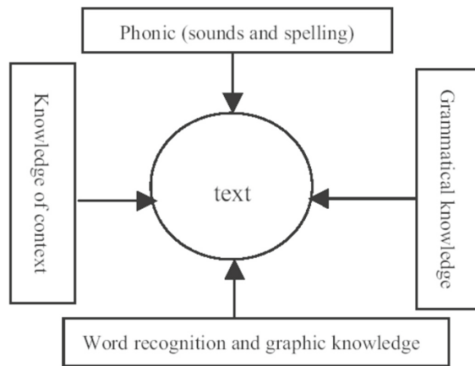 Phonic (sounds and spelling)
Knowledge
of context
text
Grammatical knowledge
Word recognition and graphic knowledge